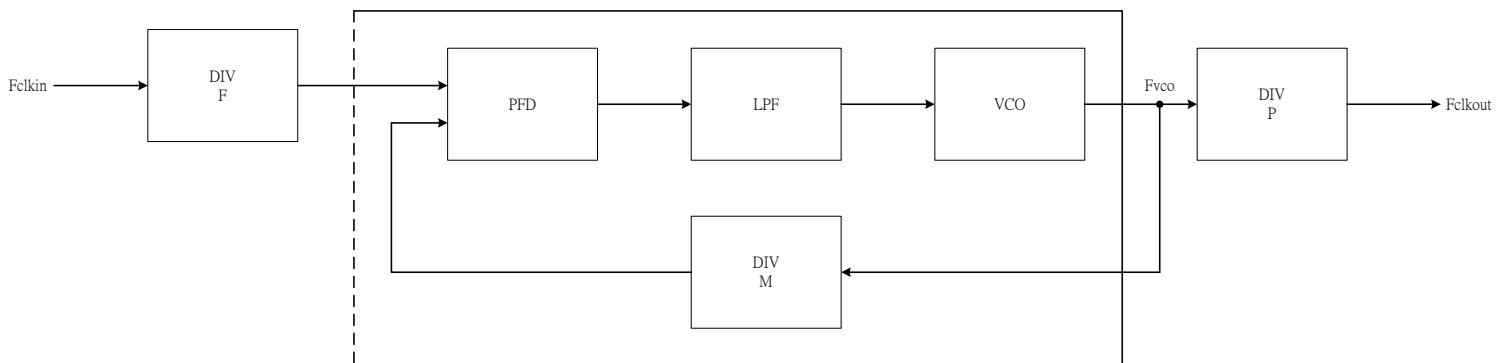 Fclkin
DIV
F
PFD
LPF
VCO
Fvco
DIV
P
Fclkout
DIV
M